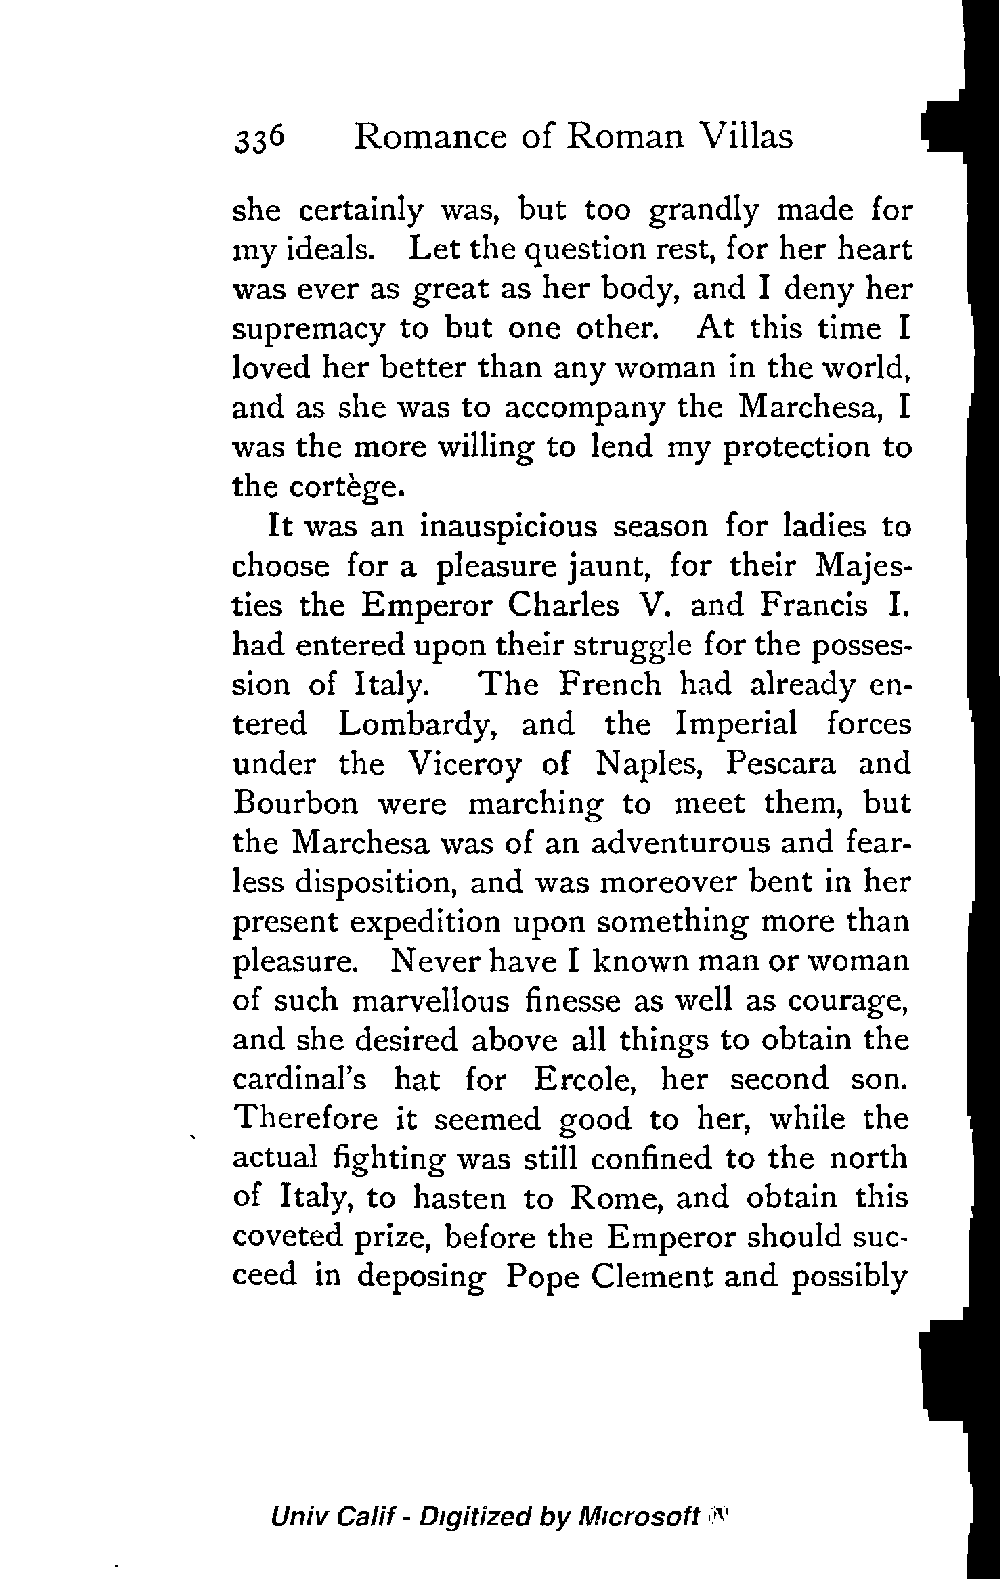 336 Romance of Roman Villas
she certainly was, but too grandly made for
my ideals. Let the question rest, for her heart
was ever as great as her body, and I deny her
supremacy to but one other. At this time I
loved her better than any woman in the world,
and as she was to accompany the Marchesa, I
was the more willing to lend my protection to
the cortège.
It was an inauspicious season for ladies to
choose for a pleasure jaunt, for their Majes-
ties the Emperor Charles V. and Francis I.
had entered upon their struggle for the posses-
sion of Italy. The French had already en-
tered Lombardy, and the Imperial forces
under the Viceroy of Naples, Pescara and
Bourbon were marching to meet them, but
the Marchesa was of an adventurous and fear-
less disposition, and was moreover bent in her
present expedition upon something more than
pleasure. Never have I known man or woman
of such marvellous finesse as well as courage,
and she desired above all things to obtain the
cardinal's hat for Ercole, her second son.
Therefore it seemed good to her, while the
actual fighting was still confined to the north
of Italy, to hasten to Rome, and obtain this
coveted prize, before the Emperor should suc-
ceed in deposing Pope Clement and possibly
Univ Calif - Digitized by Microsoft